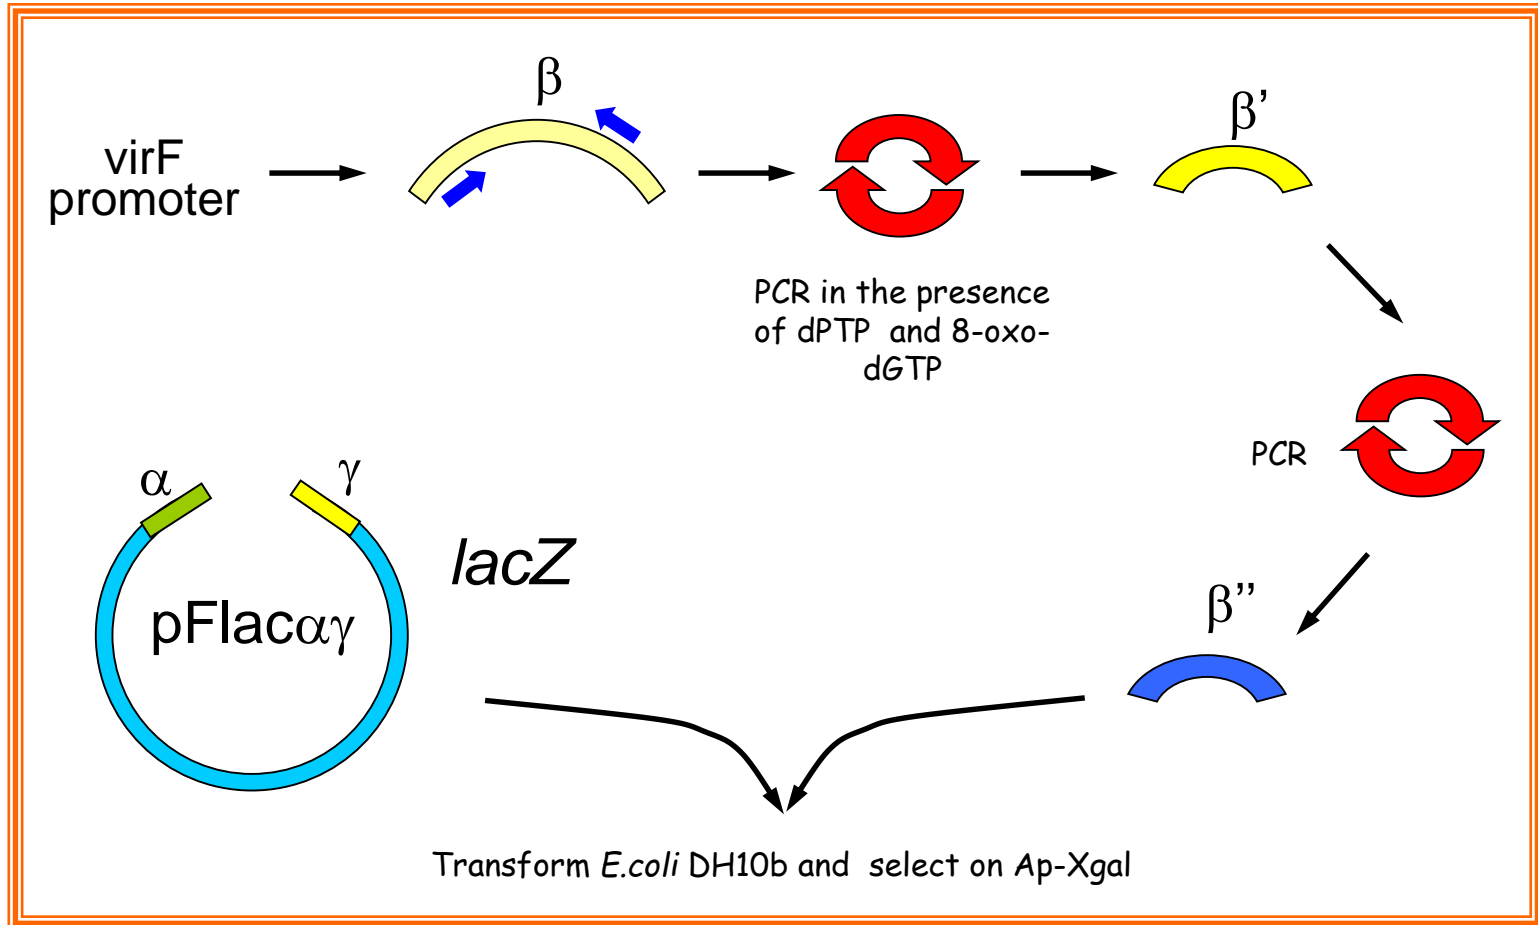 virF
promoter
β
β’
PCR in the presence
of dPTP and 8-oxo-
dGTP
PCR
α
γ
lacZ
pFlacαγ
β’’
Transform E.coli DH10b and select on Ap-Xgal